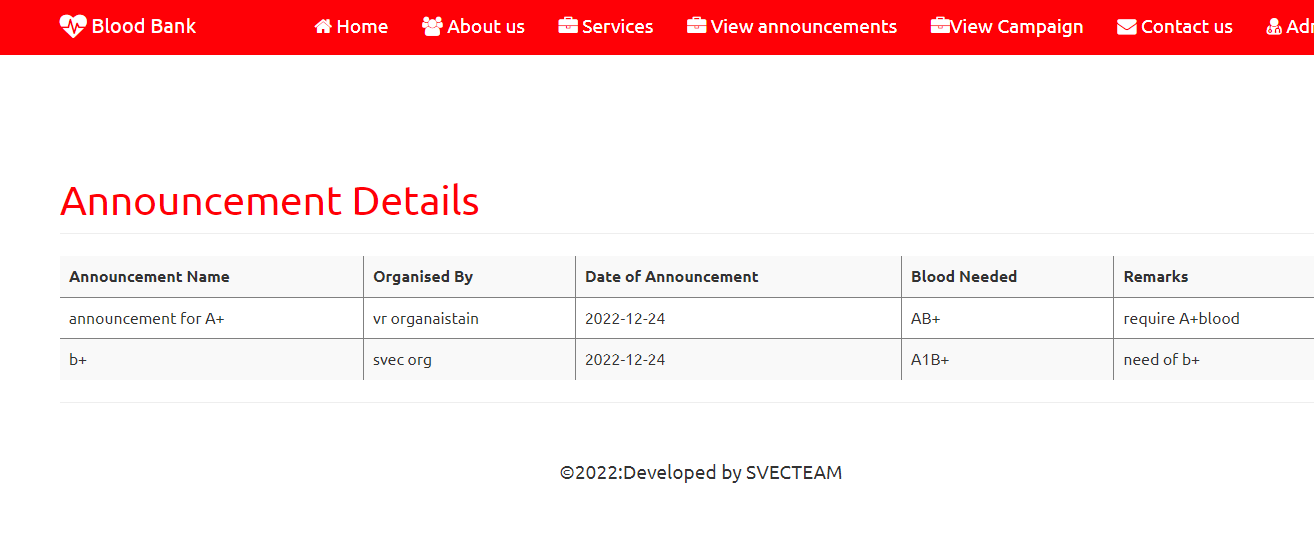 Blood Bank Home About us Services View announcements View Campaign Contact us
Announcement Details
Announcement Name Organised By Date of Announcement Blood Needed Remarks
announcement for A+ vr organaistain 2022-12-24 AB+ require A+blood
b+ svec org 2022-12-24 A1B+ need of b+
©2022:Developed by SVECTEAM